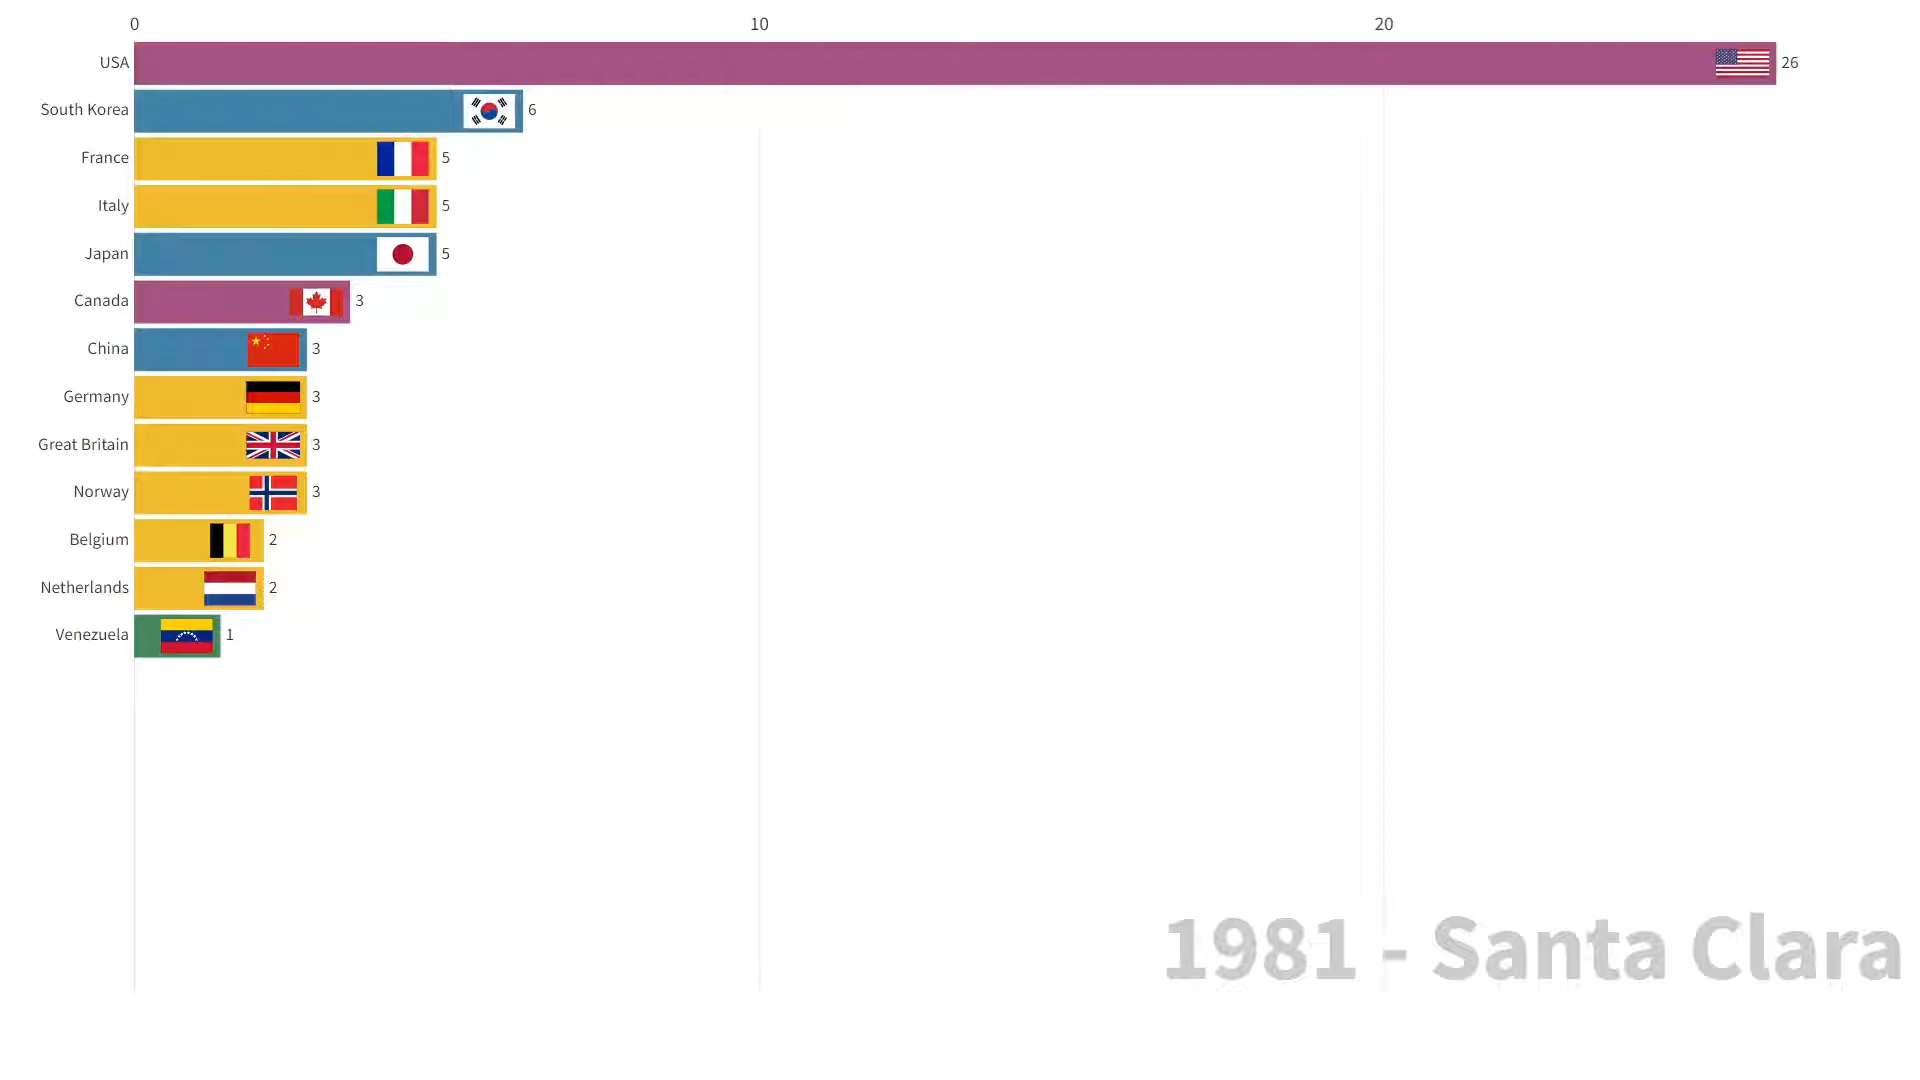 0 10 20
USA 26
South Korea 6
France 5
Italy 5
Japan 5
Canada 3
China 3
Germany 3
Great Britain 3
Norway 3
Belgium 2
Netherlands 2
Venezuela 1
1981 - Santa Clara